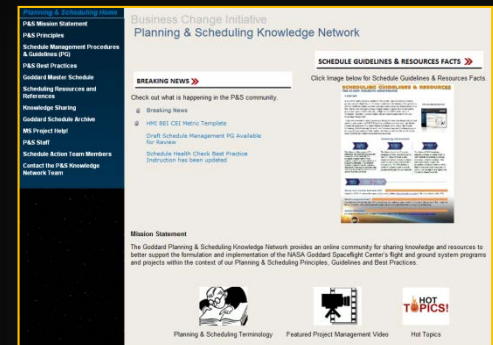 Planning & Scheduling Home
P&S Mission Statement
P&S Principles
Schedule Management Procedures
& Guidelines (PG)
P&S Best Practices
Goddard Master Schedule
Scheduling Resources and
References
Knowledge Sharing
Goddard Schedule Archive
MS Project Help!
P&S Staff
Schedule Action Team Members
Contact the P&S Knowledge
Network Team
Business Change Initiative
Planning & Scheduling Knowledge Network
BREAKING NEWS
Check out what is happening in the P&S community.
Breaking News
HMI BEI CEI Metric Template
Draft Schedule Management PG Available
for Review
Schedule Health Check Best Practice
Instruction has been updated
SCHEDULE GUIDELINES & RESOURCES FACTS
Click Image below for Schedule Guidelines & Resources Facts.
SCHEDULING GUIDELINES & RESOURCES
Mission Statement
The Goddard Planning & Scheduling Knowledge Network provides an online community for sharing knowledge and resources to
better support the formulation and implementation of the NASA Goddard Spaceflight Center's flight and ground system programs
and projects within the context of our Planning & Scheduling Principles, Guidelines and Best Practices.
HOT
TOPICS!
Planning & Scheduling Terminology
Featured Project Management Video
Hot Topics